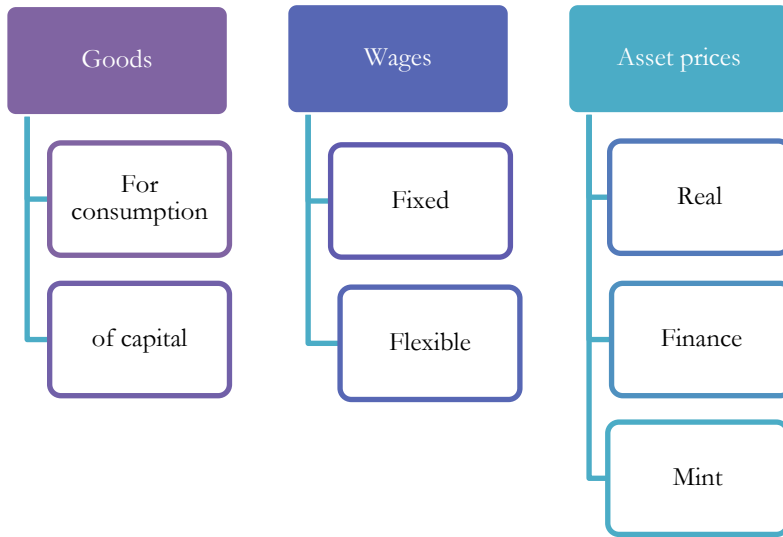 Goods
For
consumption
of capital
Wages
Fixed
Flexible
Asset prices
Real
Finance
Mint